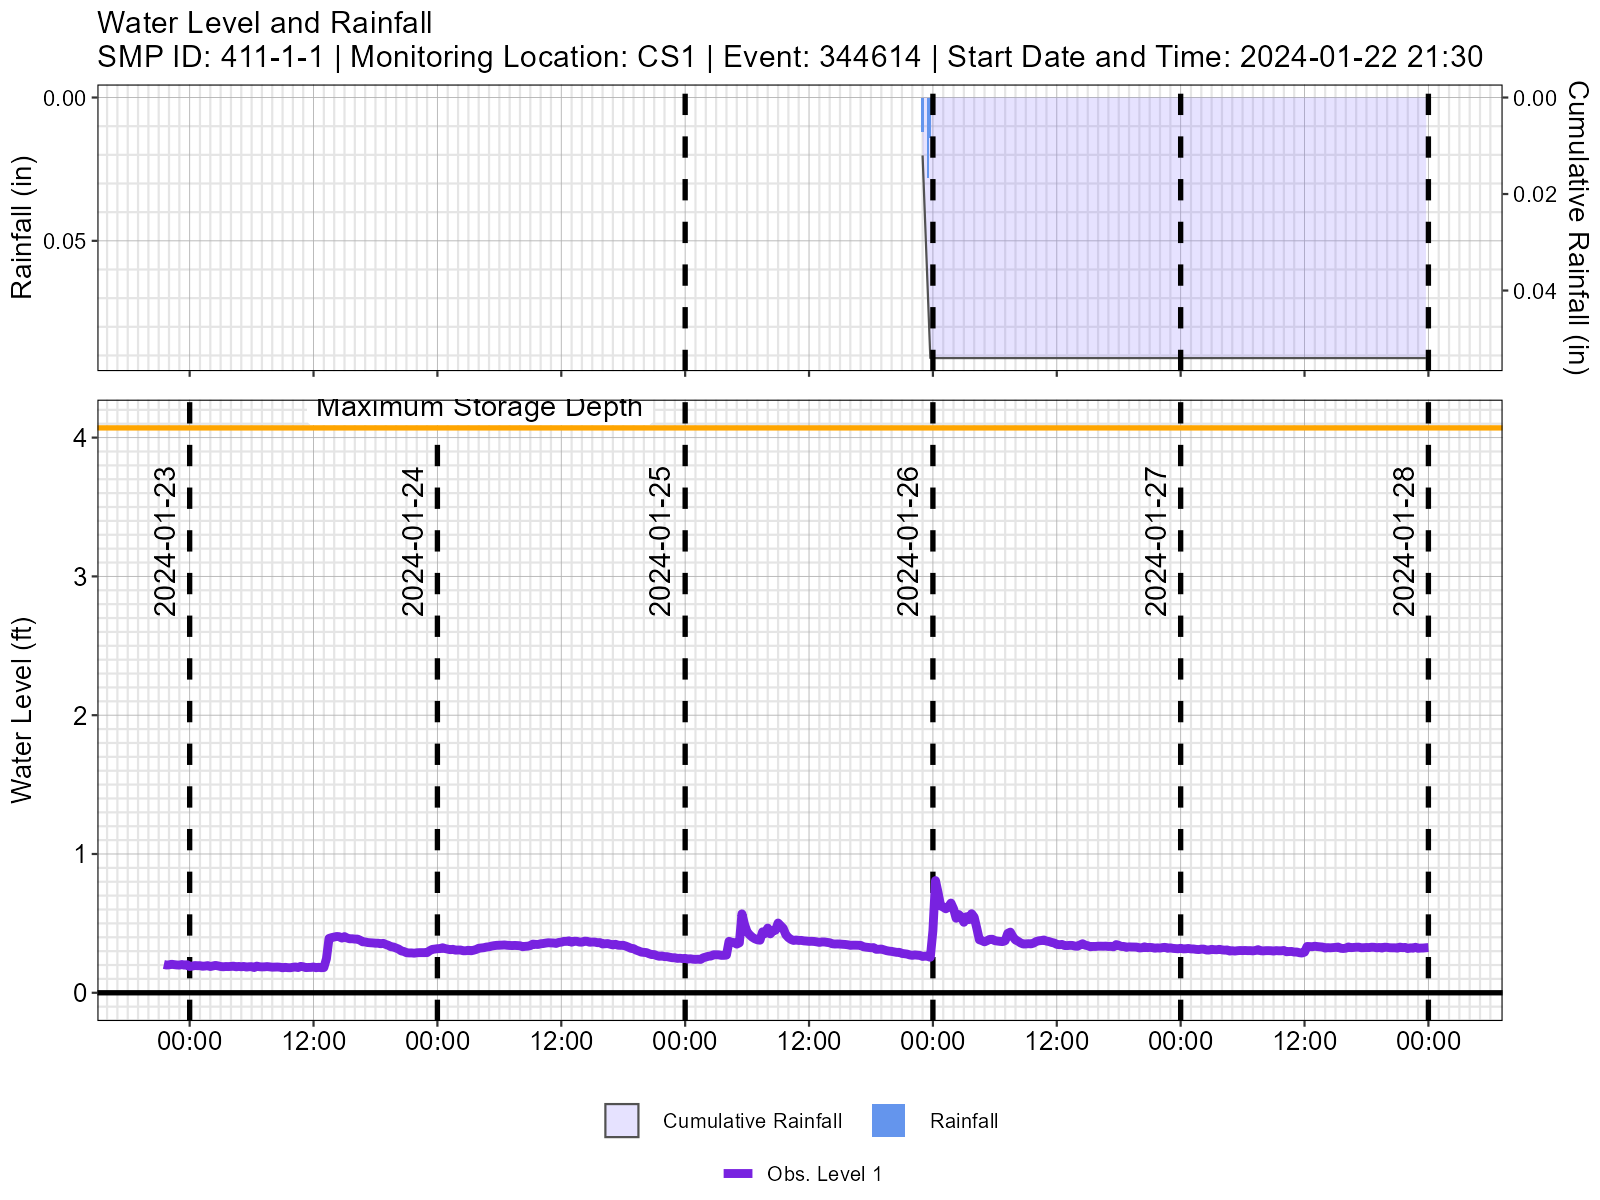 Water Level and Rainfall
SMP ID: 411-1-1 | Monitoring Location: CS1 | Event: 344614 | Start Date and Time: 2024-01-22 21:30
Rainfall (in)
0.00
0.05
0.00
0.02
0.04
Cumulative Rainfall (in)
Maximum Storage Depth
Water Level (ft)
4
3
2
1
0
2024-01-23
2024-01-24
2024-01-25
2024-01-26
2024-01-27
2024-01-28
00:00 12:00 00:00 12:00 00:00 12:00 00:00 12:00 00:00 12:00 00:00
Cumulative Rainfall Rainfall
Obs. Level 1